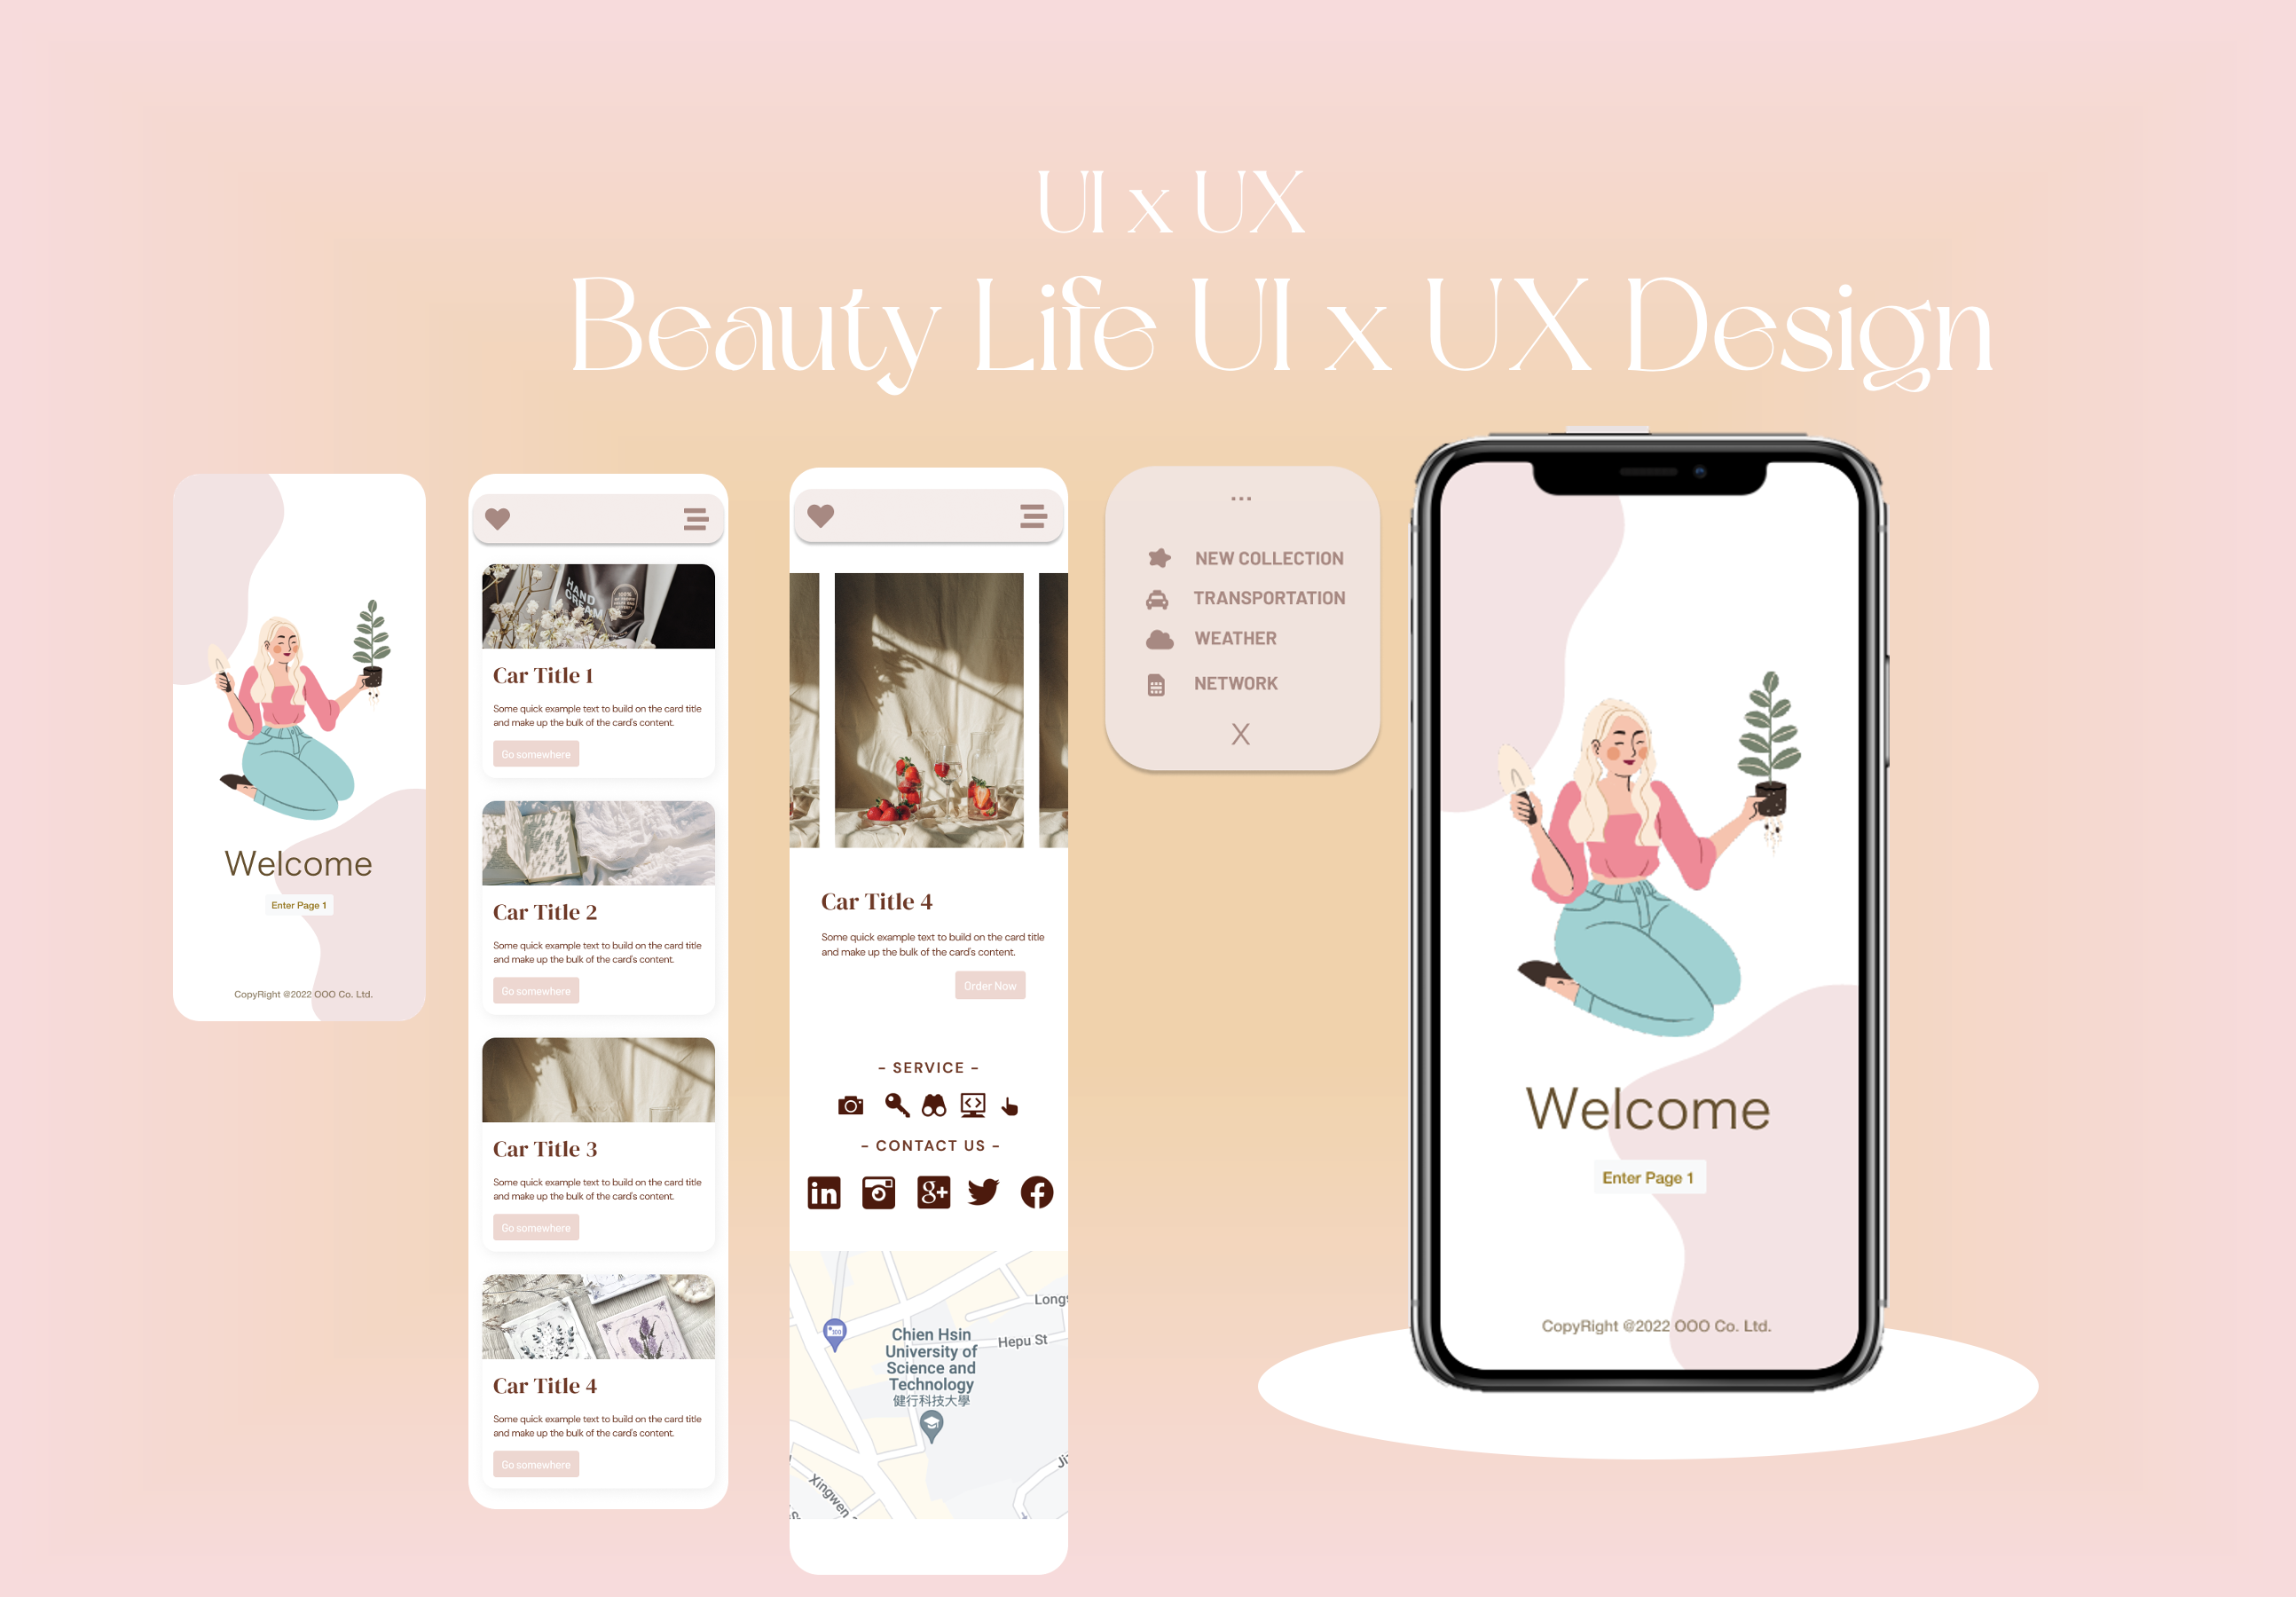 UI x UX
Beauty Life UI x UX Design
Welcome
Enter Page 1
CopyRight @2022 OOO Co. Ltd.
HAND
CREAM
100%
Car Title 1
Some quick example text to build on the card title
and make up the bulk of the card's content.
Go somewhere
Car Title 2
Some quick example text to build on the card title
and make up the bulk of the card's content.
Go somewhere
Car Title 3
Some quick example text to build on the card title
and make up the bulk of the card's content.
Go somewhere
Car Title 4
Some quick example text to build on the card title
and make up the bulk of the card's content.
Go somewhere
Car Title 4
Some quick example text to build on the card title
and make up the bulk of the card's content.
Order Now
- SERVICE -
- CONTACT US -
in
g+
Hepu St
Chien Hsin
University of
Science and
Technology
健行科技大學
Xingwen
...
NEW COLLECTION
TRANSPORTATION
WEATHER
NETWORK
X
Welcome
Enter Page 1
CopyRight @2022 OOO Co. Ltd.